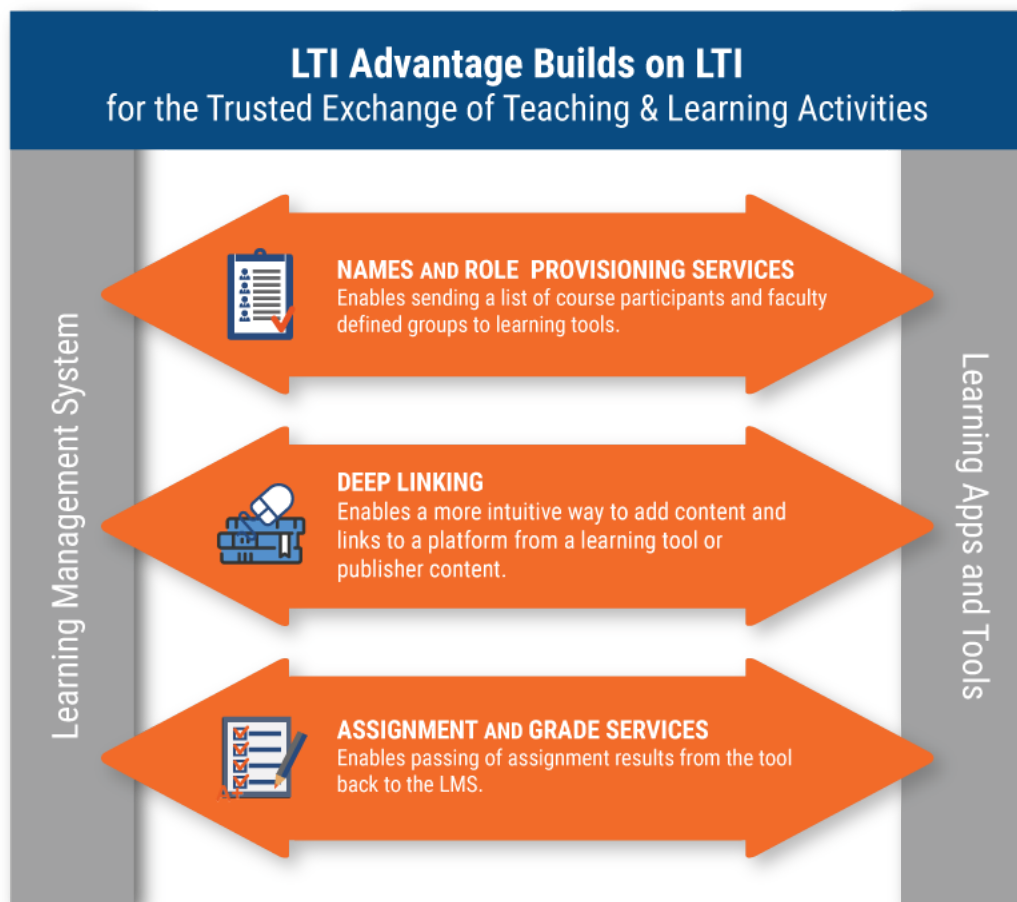 LTI Advantage Builds on LTI
for the Trusted Exchange of Teaching & Learning Activities
Learning Management System
NAMES AND ROLE PROVISIONING SERVICES
Enables sending a list of course participants and faculty
defined groups to learning tools.
DEEP LINKING
Enables a more intuitive way to add content and
links to a platform from a learning tool or
publisher content.
ASSIGNMENT AND GRADE SERVICES
Enables passing of assignment results from the tool
back to the LMS.
A+
Learning Apps and Tools